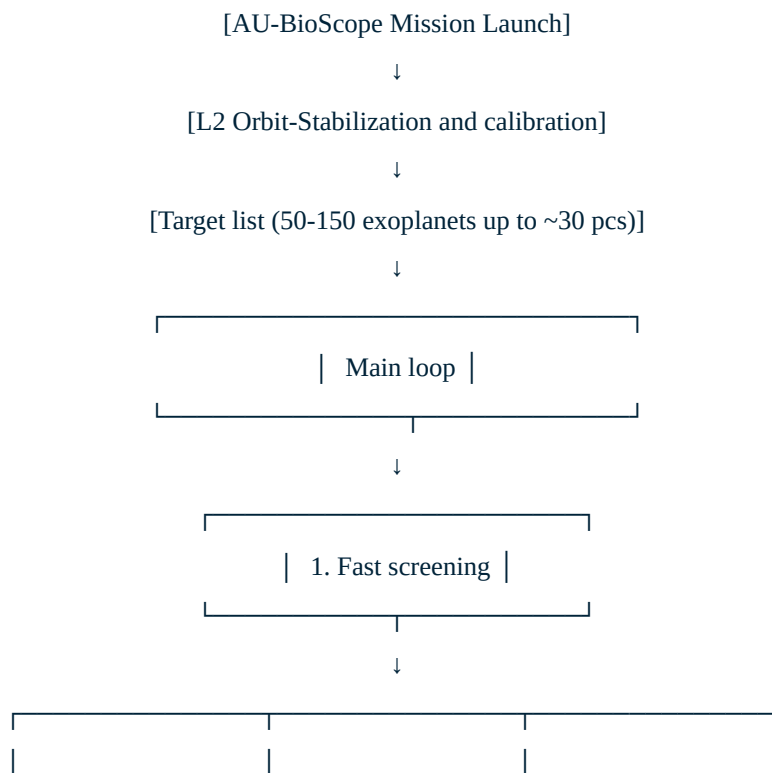 [AU-BioScope Mission Launch]
↓
[L2 Orbit-Stabilization and calibration]
↓
[Target list (50-150 exoplanets up to ~30 pcs)]
↓
│ Main loop │
↓
│ 1. Fast screening │
↓